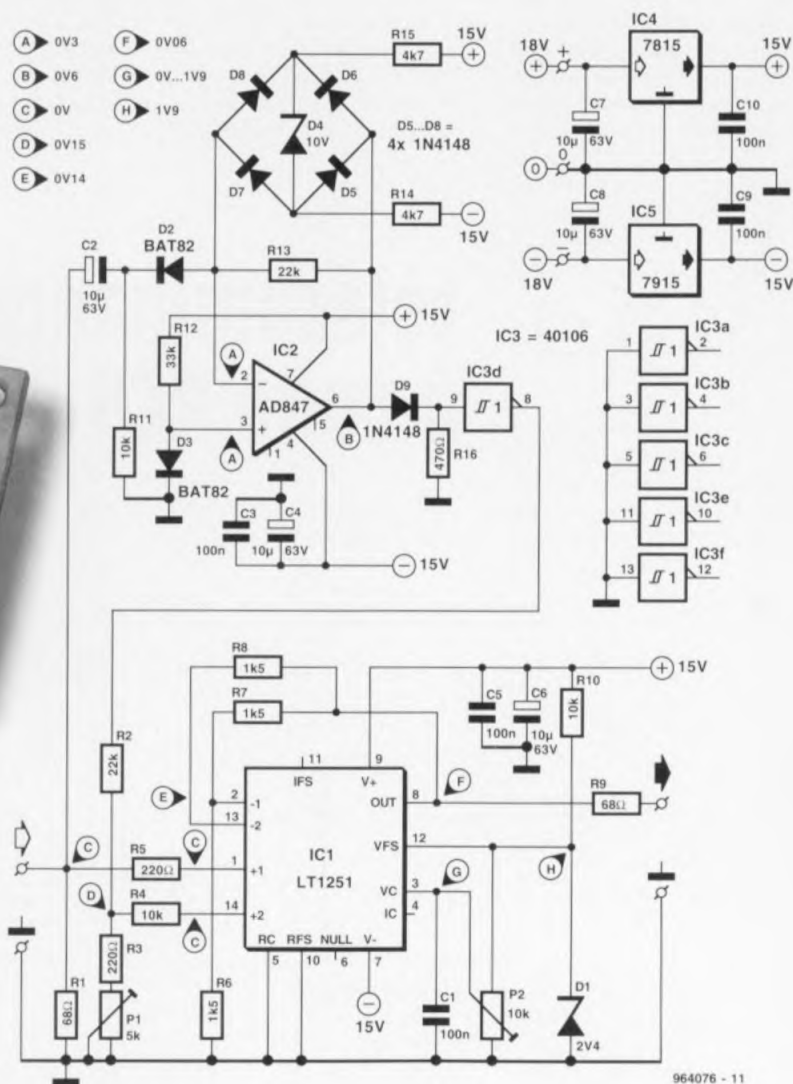 A 0V3
B 0V6
C 0V
D 0V15
E 0V14
F 0V06
G 0V...1V9
H 1V9
R15
4k7
15V
+
D8
D6
D4
10V
D7
D5
D5...D8 =
4x 1N4148
R14
4k7
−
15V
IC4
18V
+
7815
15V
+
C7
10µ
63V
C10
100n
0
0
C8
10µ
63V
C9
100n
IC5
−
−
18V
7915
−
15V
C2
10µ
63V
D2
BAT82
R13
22k
R12
33k
+
15V
IC2
A
2
−
7
AD847
6
5
3
+
4
1
A
B
D9
1N4148
R11
10k
D3
BAT82
R16
470Ω
C3
100n
C4
10µ
63V
−
15V
IC3 = 40106
IC3d
9
1
8
IC3a
1
1
2
IC3b
3
1
4
IC3c
5
1
6
IC3e
11
1
10
IC3f
13
1
12
R8
1k5
R7
1k5
R10
10k
+
15V
C5
100n
C6
10µ
63V
R2
22k
E
11
9
IFS
V+
2
-1
13
-2
OUT
8
F
R9
68Ω
VFS
12
H
IC1
LT1251
C
R5
220Ω
C
1
+1
VC
3
G
D
R4
10k
C
14
+2
IC
4
R3
220Ω
RC
RFS
NULL
V-
5
10
6
7
R1
68Ω
P1
5k
R6
1k5
−
15V
C1
100n
P2
10k
D1
2V4
964076 - 11